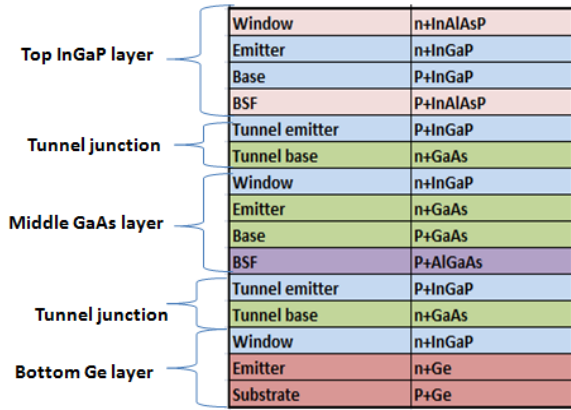 Top InGaP layer
Window n+InAlAsP
Emitter n+InGaP
Base P+InGaP
BSF P+InAlAsP
Tunnel junction
Tunnel emitter P+InGaP
Tunnel base n+GaAs
Middle GaAs layer
Window n+InGaP
Emitter n+GaAs
Base P+GaAs
BSF P+AlGaAs
Tunnel junction
Tunnel emitter P+InGaP
Tunnel base n+GaAs
Bottom Ge layer
Window n+InGaP
Emitter n+Ge
Substrate P+Ge